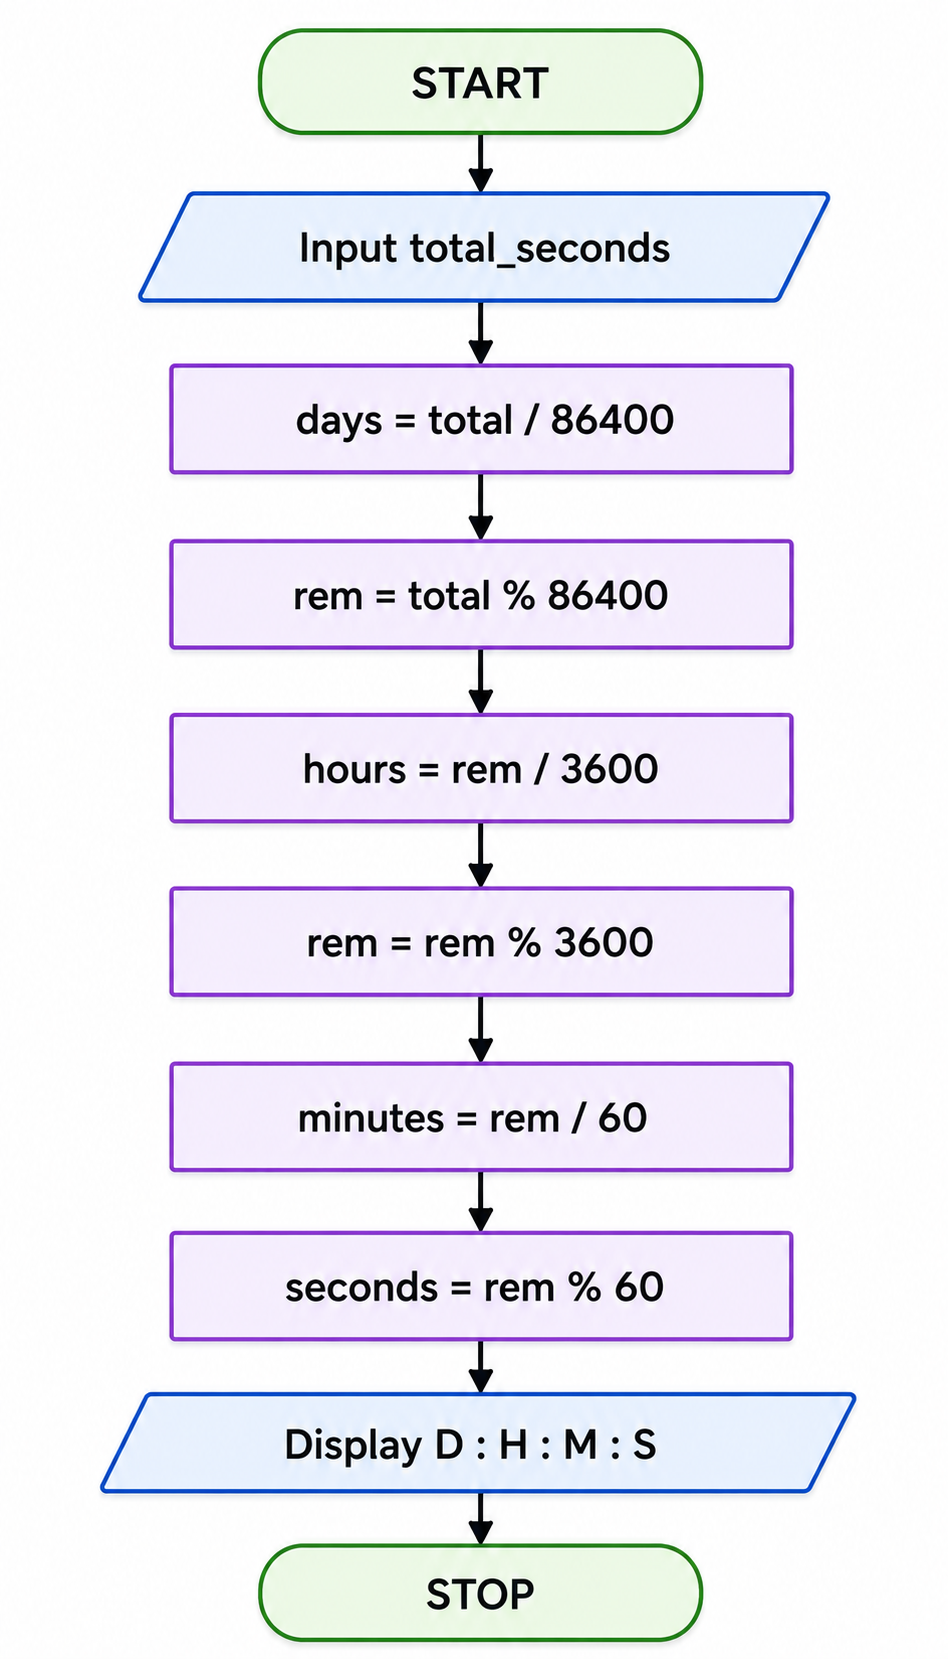 START
Input total_seconds
days = total / 86400
rem = total % 86400
hours = rem / 3600
rem = rem % 3600
minutes = rem / 60
seconds = rem % 60
Display D : H : M : S
STOP